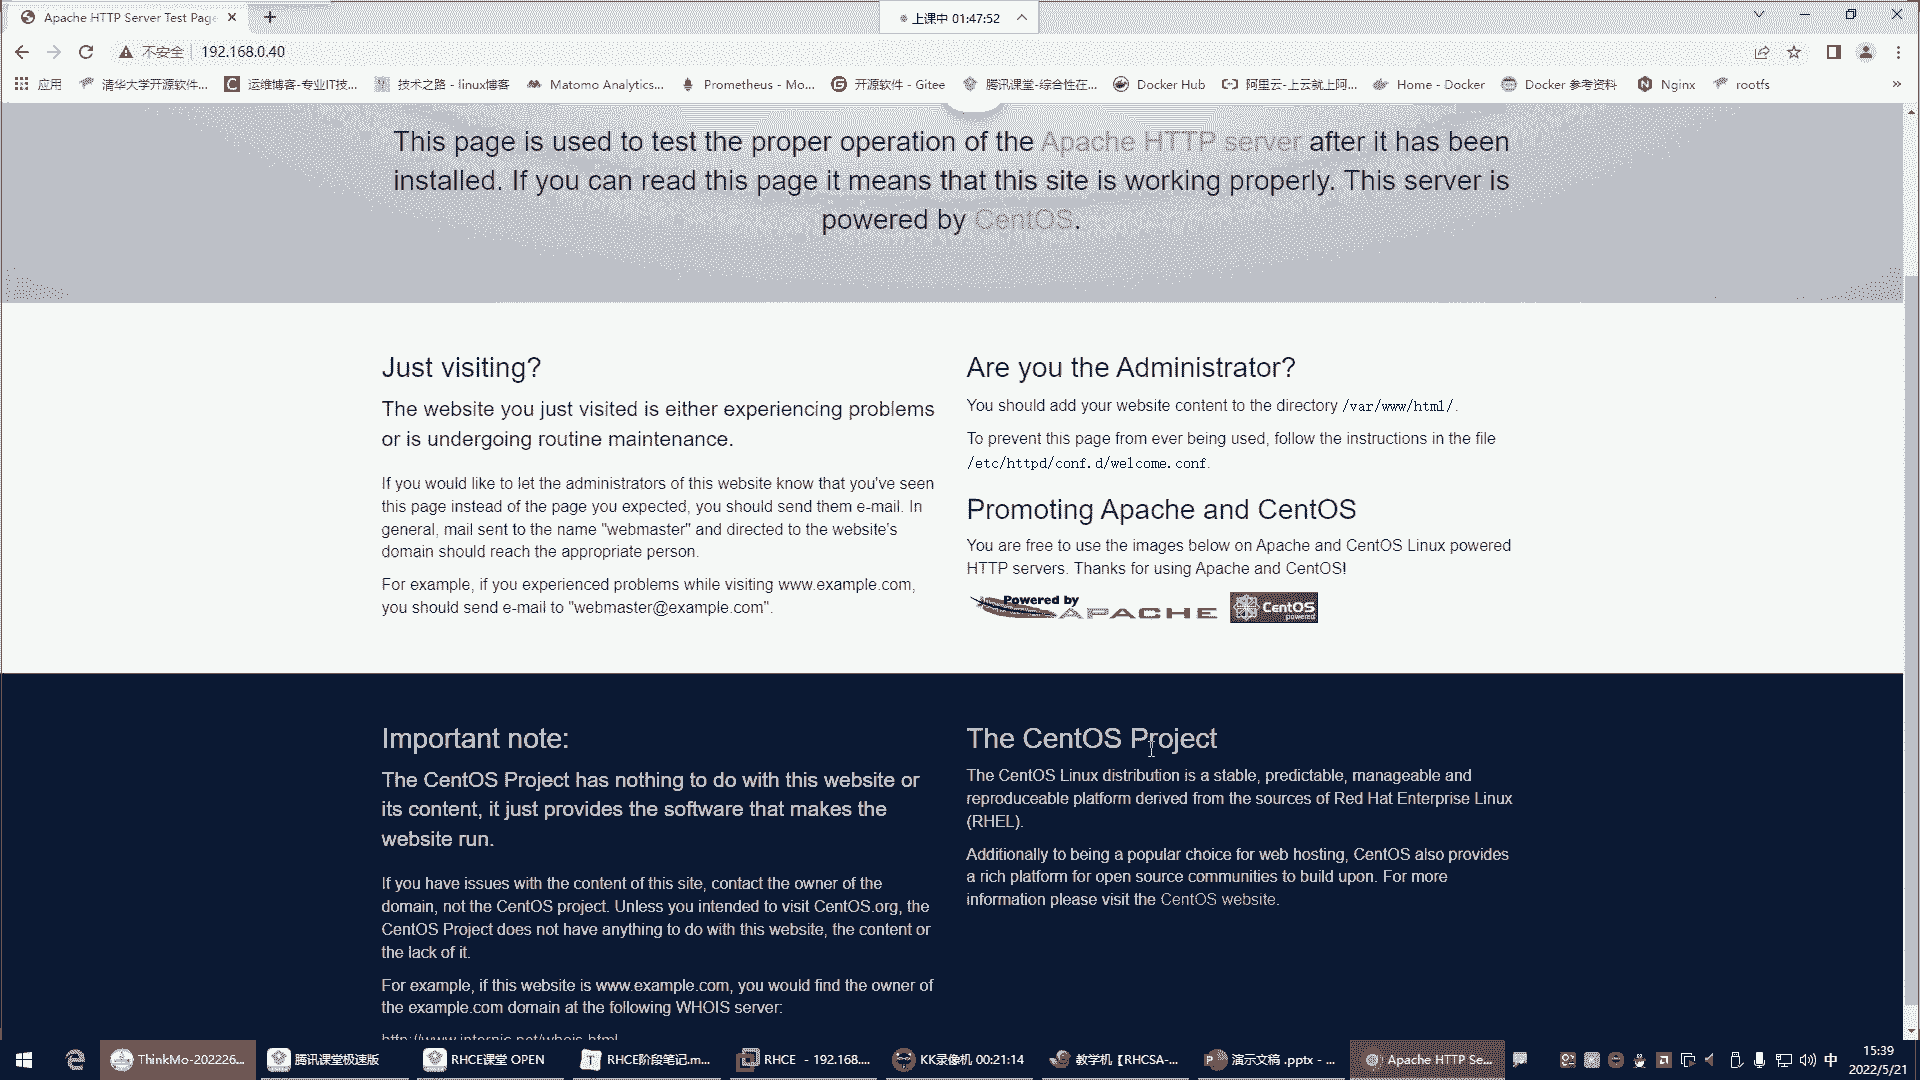 Apache HTTP Server Test Page
上课中 01:47:52
不安全
192.168.0.40
应用
清华大学开源软件...
运维博客-专业IT技...
技术之路 - linux博客
Matomo Analytics...
Prometheus - Mo...
开源软件 - Gitee
腾讯课堂-综合性在...
Docker Hub
阿里云-上云就上阿...
Home - Docker
Docker 参考资料
Nginx
rootfs
»
This page is used to test the proper operation of the Apache HTTP server after it has been
installed. If you can read this page it means that this site is working properly. This server is
powered by CentOS.
Just visiting?
The website you just visited is either experiencing problems
or is undergoing routine maintenance.
If you would like to let the administrators of this website know that you've seen
this page instead of the page you expected, you should send them e-mail. In
general, mail sent to the name "webmaster" and directed to the website's
domain should reach the appropriate person.
For example, if you experienced problems while visiting www.example.com,
you should send e-mail to "webmaster@example.com".
Are you the Administrator?
You should add your website content to the directory /var/www/html/.
To prevent this page from ever being used, follow the instructions in the file
/etc/httpd/conf.d/welcome.conf.
Promoting Apache and CentOS
You are free to use the images below on Apache and CentOS Linux powered
HTTP servers. Thanks for using Apache and CentOS!
Powered by
APACHE
CentOS
powered
Important note:
The CentOS Project has nothing to do with this website or
its content, it just provides the software that makes the
website run.
If you have issues with the content of this site, contact the owner of the
domain, not the CentOS project. Unless you intended to visit CentOS.org, the
CentOS Project does not have anything to do with this website, the content or
the lack of it.
For example, if this website is www.example.com, you would find the owner of
the example.com domain at the following WHOIS server:
http://www.internic.net/whois.html
The CentOS Project
The CentOS Linux distribution is a stable, predictable, manageable and
reproduceable platform derived from the sources of Red Hat Enterprise Linux
(RHEL).
Additionally to being a popular choice for web hosting, CentOS also provides
a rich platform for open source communities to build upon. For more
information please visit the CentOS website.
ThinkMo-202226...
腾讯课堂极速版
RHCE课堂 OPEN
RHCE阶段笔记.m...
RHCE - 192.168....
KK录像机 00:21:14
教学机【RHCSA-...
演示文稿 .pptx - ...
Apache HTTP Se...
中
15:39
2022/5/21